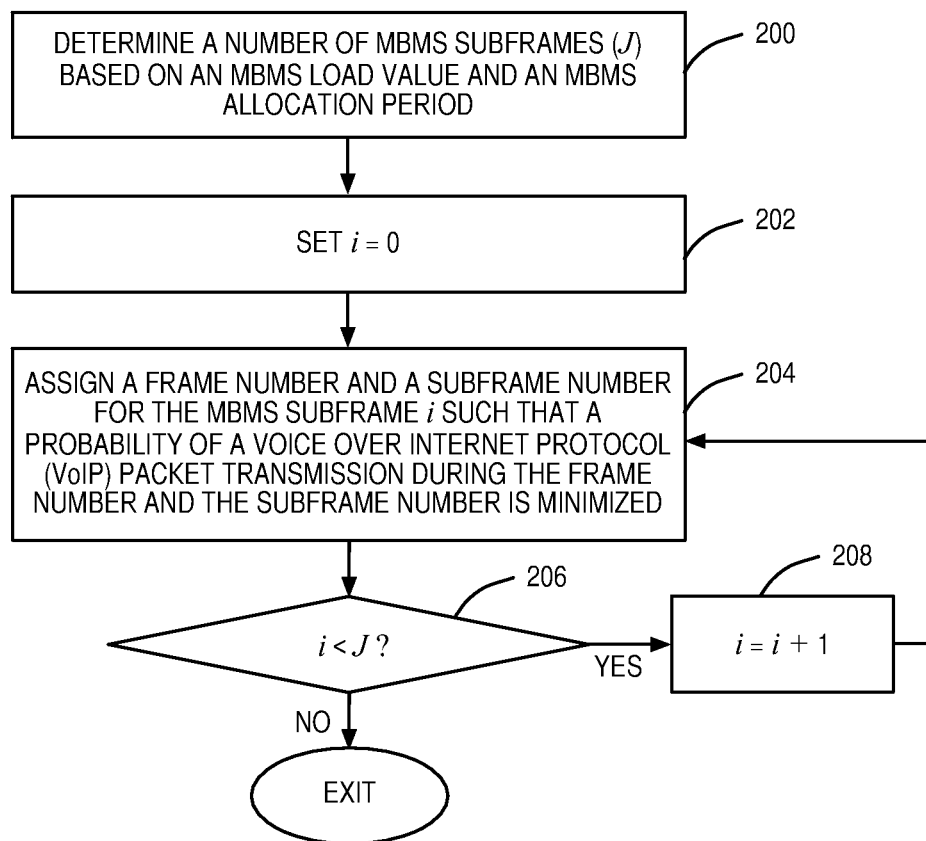 DETERMINE A NUMBER OF MBMS SUBFRAMES (J)
BASED ON AN MBMS LOAD VALUE AND AN MBMS
ALLOCATION PERIOD
200
SET i = 0
202
ASSIGN A FRAME NUMBER AND A SUBFRAME NUMBER
FOR THE MBMS SUBFRAME i SUCH THAT A
PROBABILITY OF A VOICE OVER INTERNET PROTOCOL
(VoIP) PACKET TRANSMISSION DURING THE FRAME
NUMBER AND THE SUBFRAME NUMBER IS MINIMIZED
204
i < J ?
206
YES
i = i + 1
208
NO
EXIT